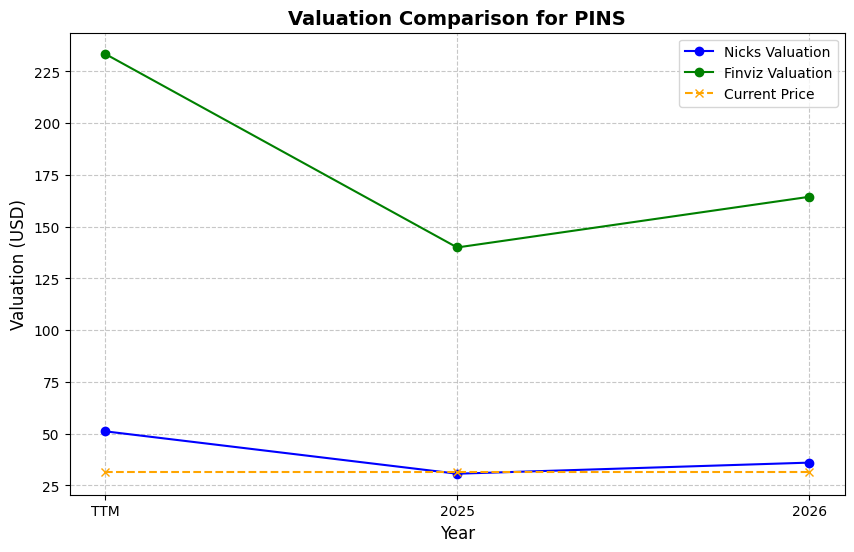 Valuation Comparison for PINS
Nicks Valuation
Finviz Valuation
Current Price
Valuation (USD)
225
200
175
150
125
100
75
50
25
TTM
2025
2026
Year